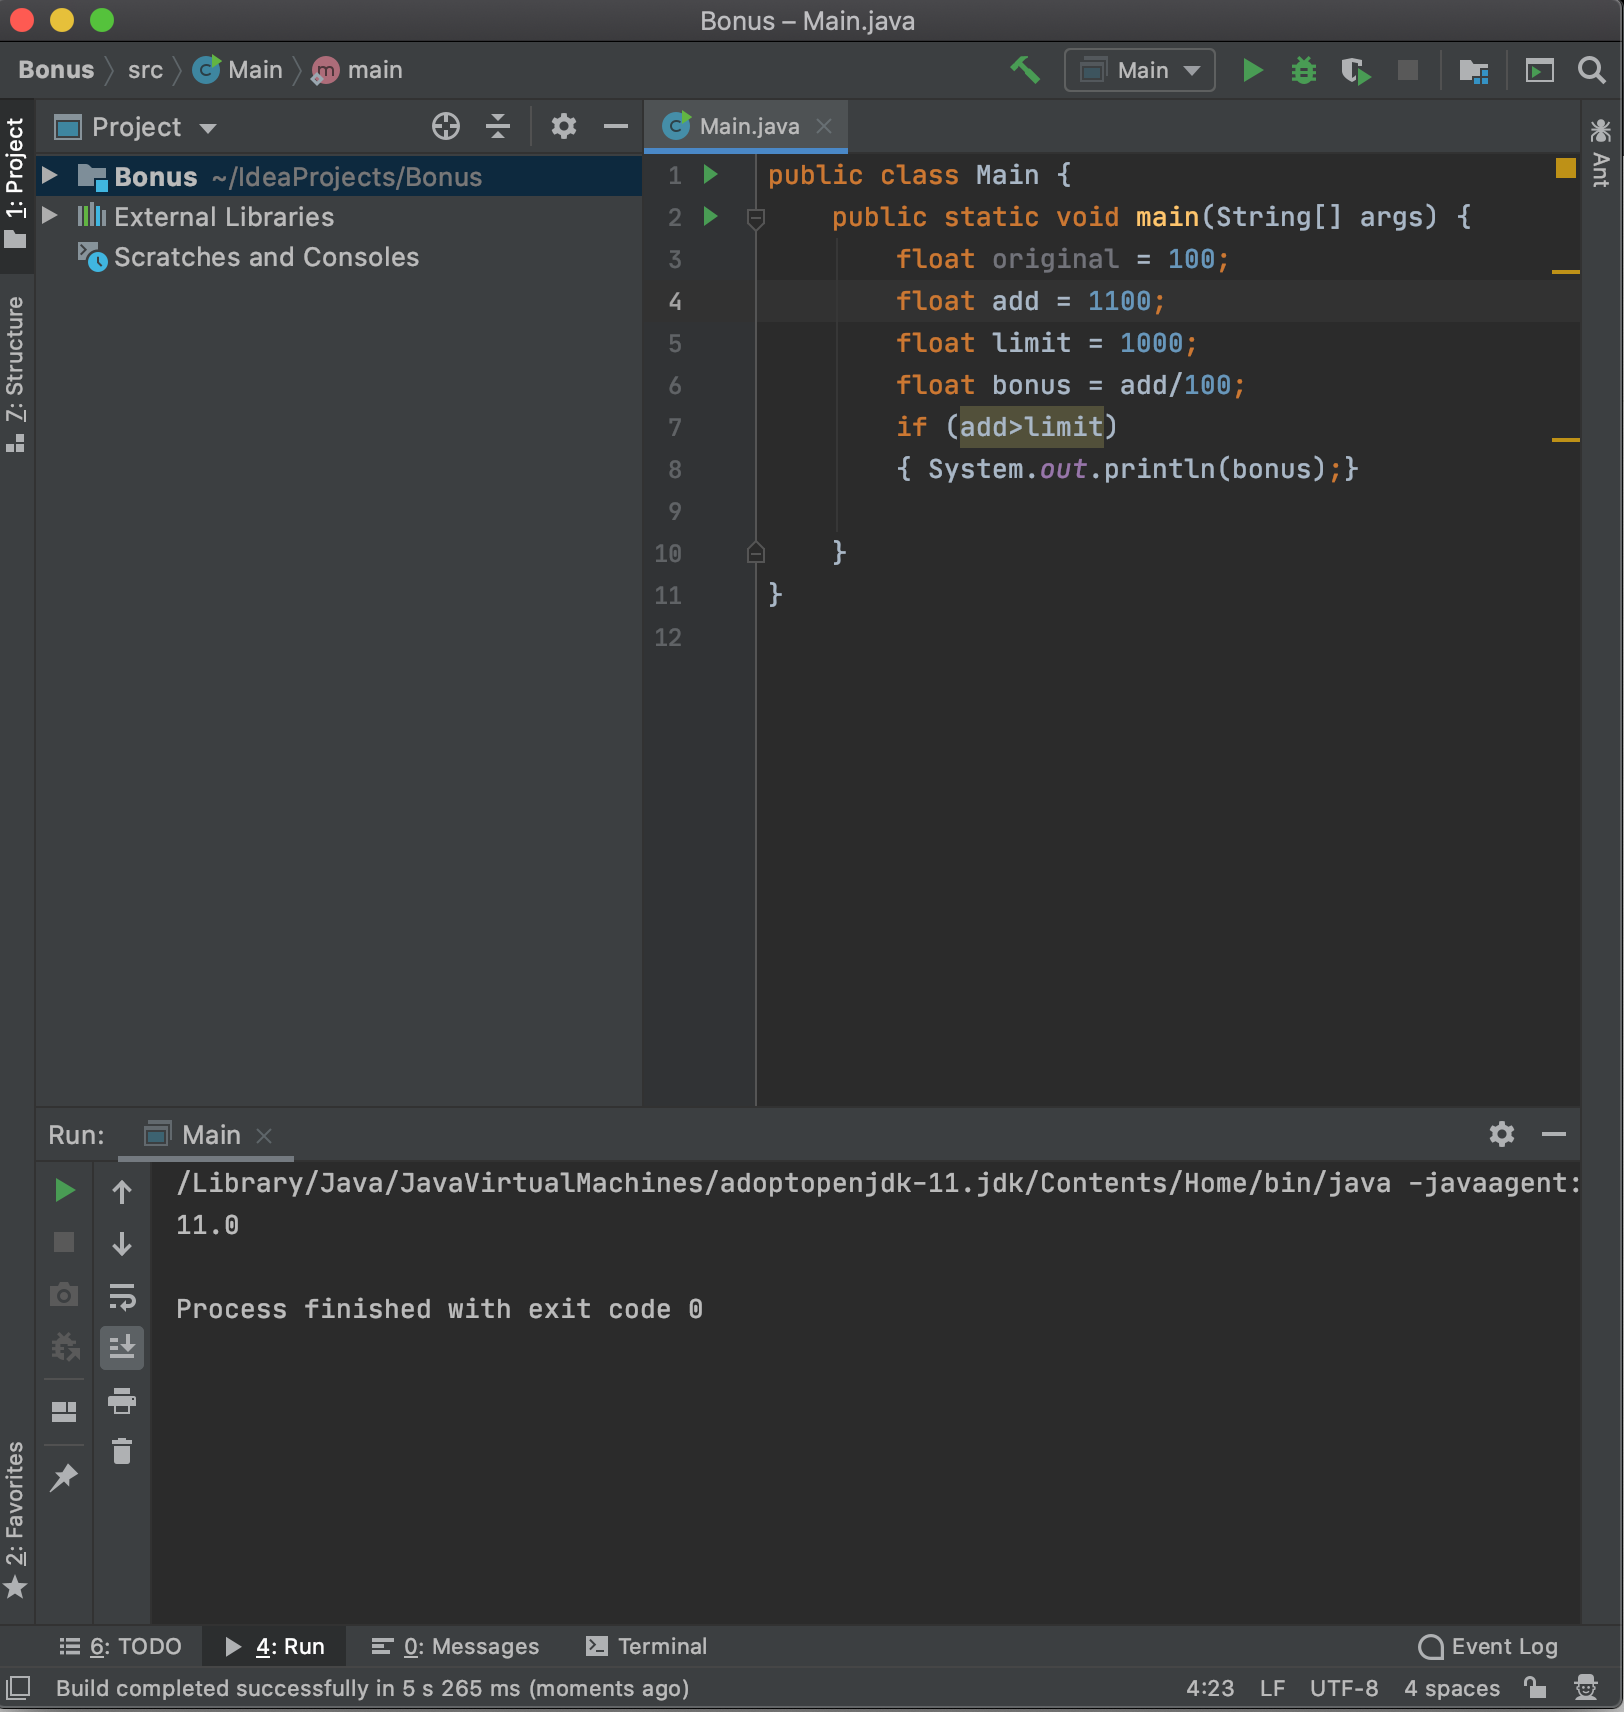 Bonus – Main.java
Bonus src Main main
Main
1: Project
7: Structure
2: Favorites
Project
Bonus ~/IdeaProjects/Bonus
External Libraries
Scratches and Consoles
Main.java
Ant
1 public class Main {
2 public static void main(String[] args) {
3 float original = 100;
4 float add = 1100;
5 float limit = 1000;
6 float bonus = add/100;
7 if (add>limit)
8 { System.out.println(bonus);}
9
10 }
11 }
12
Run: Main
/Library/Java/JavaVirtualMachines/adoptopenjdk-11.jdk/Contents/Home/bin/java -javaagent:
11.0
Process finished with exit code 0
6: TODO 4: Run 0: Messages Terminal Event Log
Build completed successfully in 5 s 265 ms (moments ago) 4:23 LF UTF-8 4 spaces